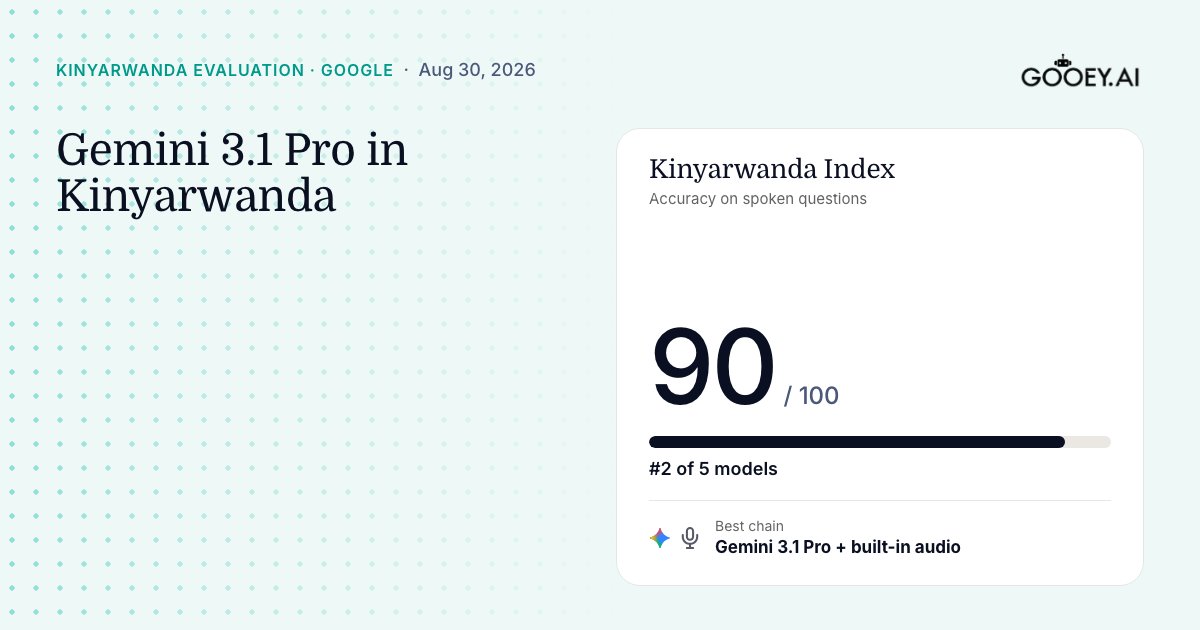 KINYARWANDA EVALUATION · GOOGLE · Aug 30, 2026
GOOEY.AI
Gemini 3.1 Pro in
Kinyarwanda
Kinyarwanda Index
Accuracy on spoken questions
90 / 100
#2 of 5 models
Best chain
Gemini 3.1 Pro + built-in audio